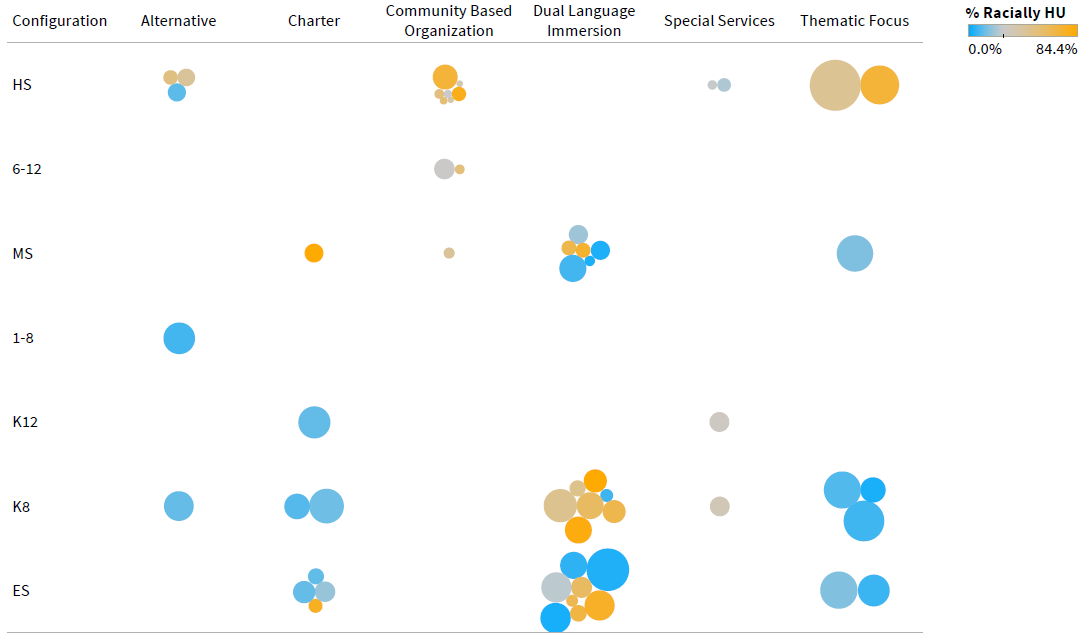 Configuration Alternative Charter Community Based Organization Dual Language Immersion Special Services Thematic Focus
% Racially HU
0.0% 84.4%
HS
6-12
MS
1-8
K12
K8
ES